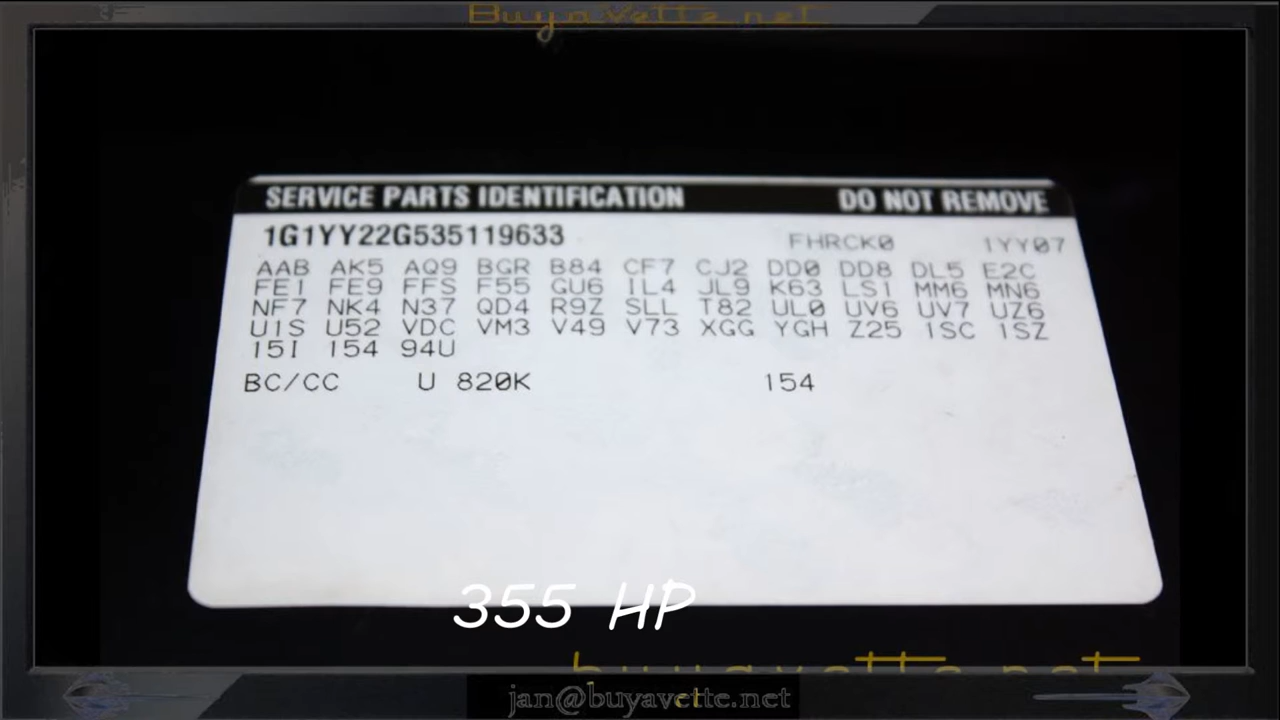 BuyaVette.net
SERVICE PARTS IDENTIFICATION DO NOT REMOVE
1G1YY22G535119633 FHRCK0 1YY07
AAB AK5 AQ9 BGR B84 CF7 CJ2 DD0 DD8 DL5 E2C
FE1 FE9 FFS F55 GU6 IL4 JL9 K63 LS1 MM6 MN6
NF7 NK4 N37 QD4 R9Z SLL T82 UL0 UV6 UV7 UZ6
U1S U52 VDC VM3 V49 V73 XGG YGH Z25 1SC 1SZ
15I 154 94U
BC/CC U 820K 154
355 HP
buyavette.net
jan@buyavette.net